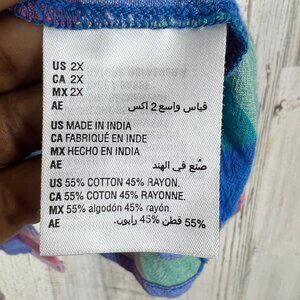 US 2X
CA 2X
MX 2X
AE قياس واسع 2 اكس
US MADE IN INDIA
CA FABRIQUÉ EN INDE
MX HECHO EN INDIA
AE صنع في الهند
US 55% COTTON 45% RAYON.
CA 55% COTON 45% RAYONNE.
MX 55% algodón 45% rayón.
AE 55% قطن 45% رايون.